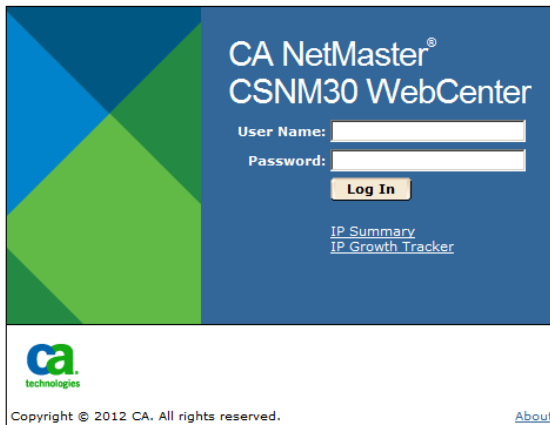 CA NetMaster®
CSNM30 WebCenter
User Name:
Password:
Log In
IP Summary
IP Growth Tracker
ca.
technologies
Copyright © 2012 CA. All rights reserved.
About